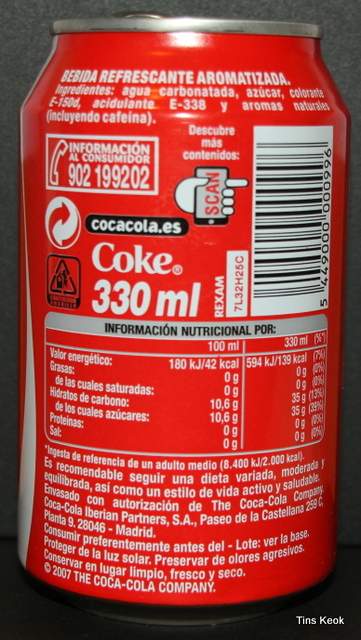 BEBIDA REFRESCANTE AROMATIZADA.
Ingredientes: agua carbonatada, azúcar, colorante
E-150d, acidulante E-338 y aromas naturales
(incluyendo cafeína).
INFORMACIÓN
AL CONSUMIDOR
902 199202
Descubre
más
contenidos:
SCAN
cocacola.es
Coke®
330 ml
REXAM
7L32H25C
5 449000 000996
INFORMACIÓN NUTRICIONAL POR:
100 ml 330 ml (%*)
Valor energético: 180 kJ/42 kcal 594 kJ/139 kcal (7%)
Grasas: 0 g 0 g (0%)
de las cuales saturadas: 0 g 0 g (0%)
Hidratos de carbono: 10,6 g 35 g (13%)
de los cuales azúcares: 10,6 g 35 g (39%)
Proteínas: 0 g 0 g (0%)
Sal: 0 g 0 g (0%)
*Ingesta de referencia de un adulto medio (8.400 kJ/2.000 kcal).
Es recomendable seguir una dieta variada, moderada y
equilibrada, así como un estilo de vida activo y saludable.
Envasado con autorización de The Coca-Cola Company
Coca-Cola Iberian Partners, S.A., Paseo de la Castellana 259 C,
Planta 9. 28046 - Madrid.
Consumir preferentemente antes del - Lote: ver la base.
Proteger de la luz solar. Preservar de olores agresivos.
Conservar en lugar limpio, fresco y seco.
© 2007 THE COCA-COLA COMPANY.
Tins Keok